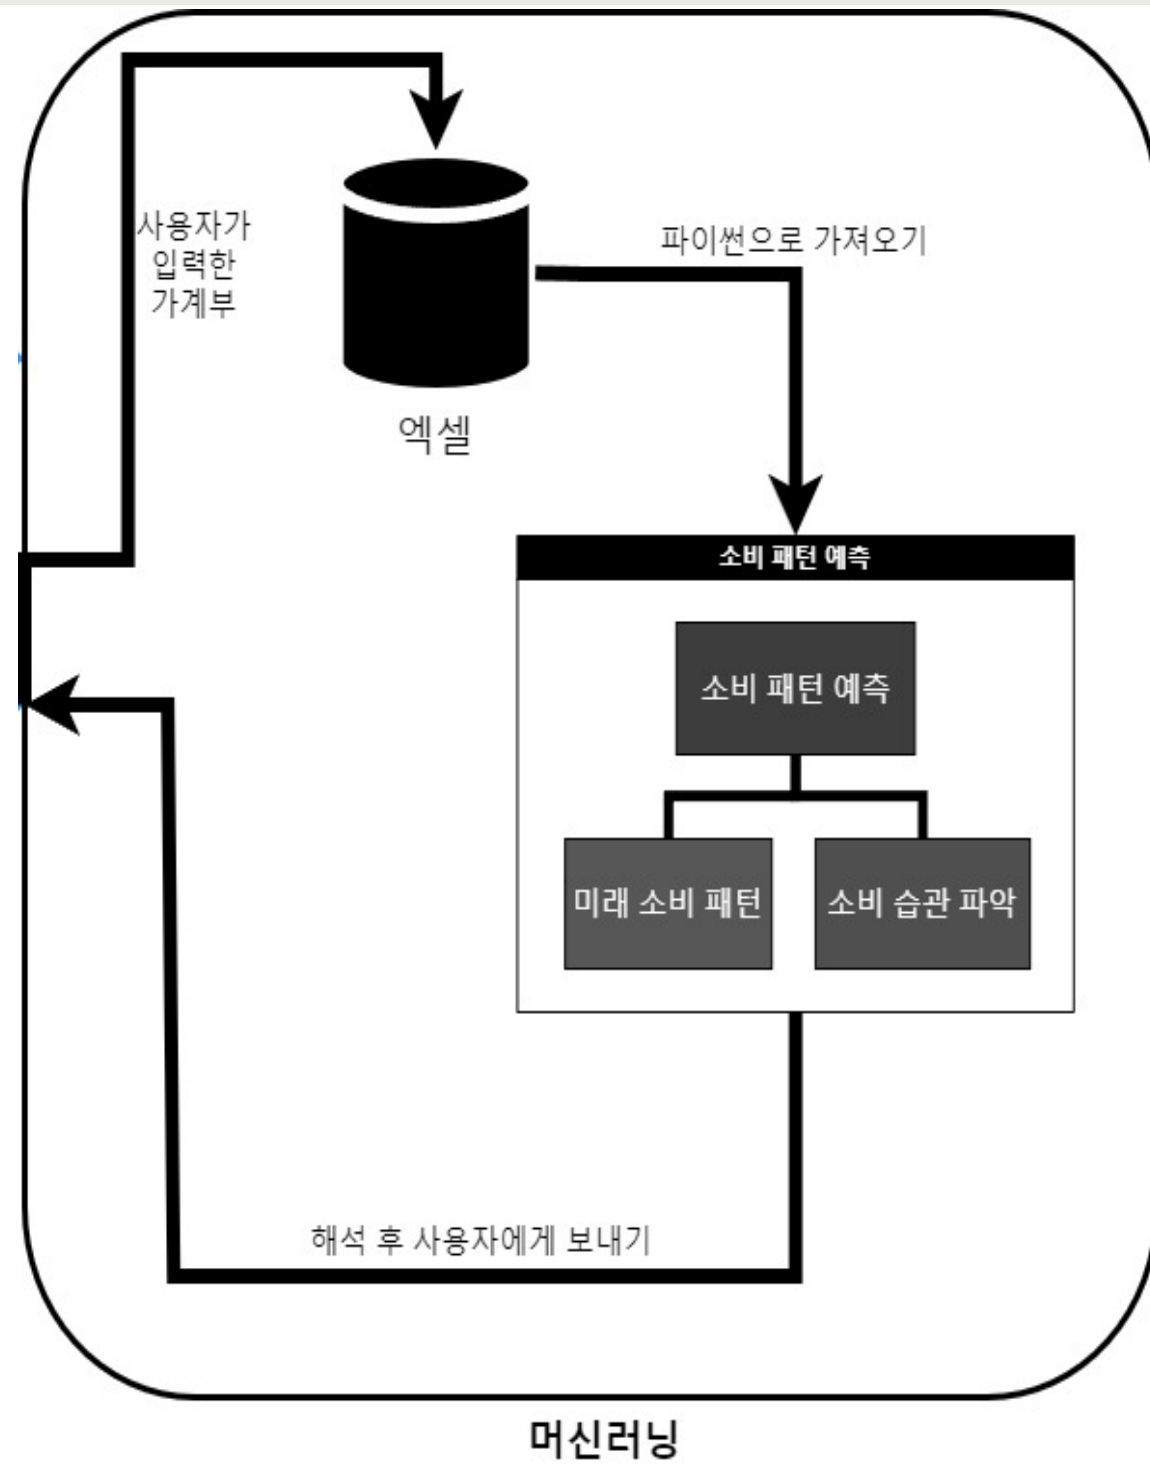 사용자가
입력한
가계부
파이썬으로 가져오기
엑셀
소비 패턴 예측
소비 패턴 예측
미래 소비 패턴
소비 습관 파악
해석 후 사용자에게 보내기
머신러닝